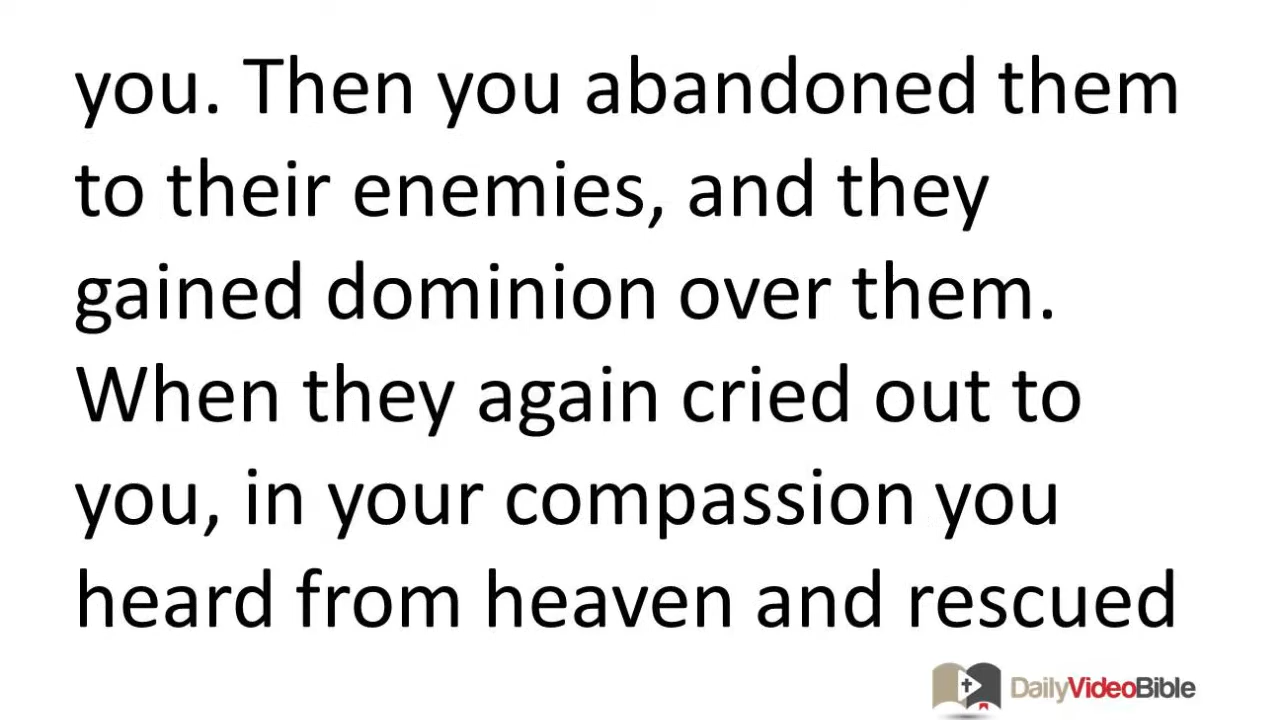 you. Then you abandoned them
to their enemies, and they
gained dominion over them.
When they again cried out to
you, in your compassion you
heard from heaven and rescued
DailyVideoBible